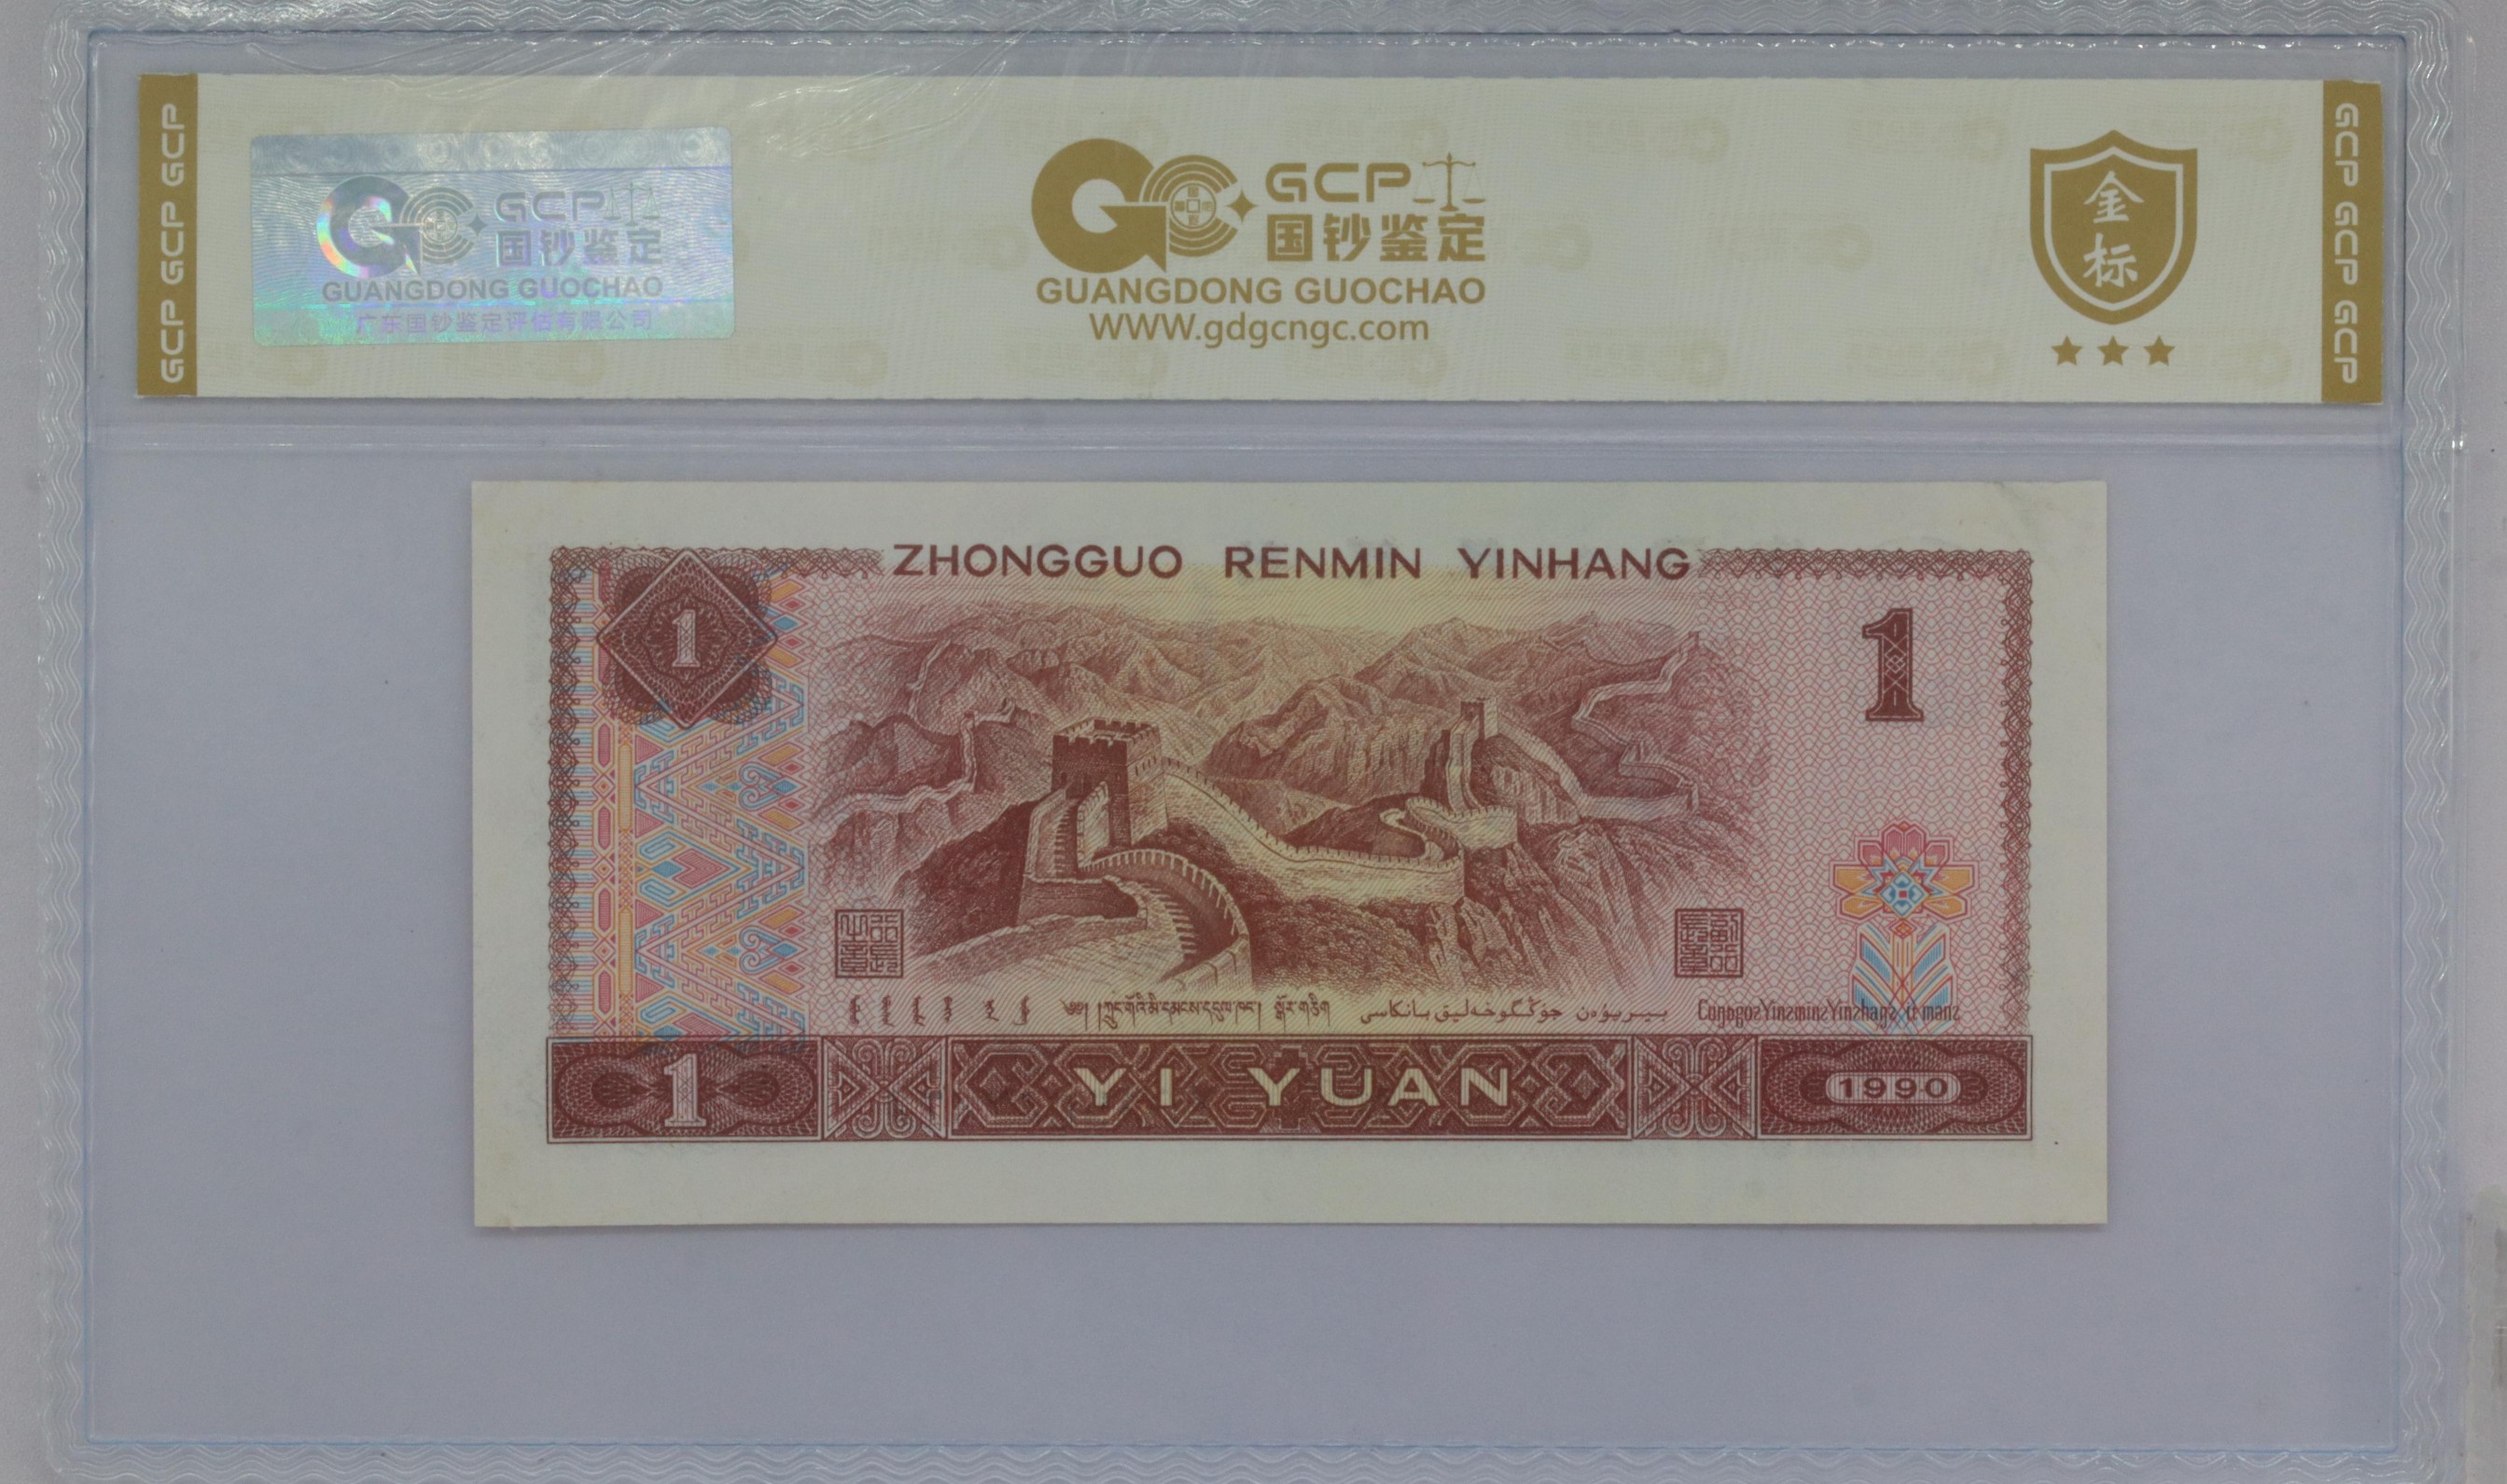 GCP GCP GCP
GCP
国钞鉴定
GUANGDONG GUOCHAO
广东国钞鉴定评估有限公司
GCP
国钞鉴定
GUANGDONG GUOCHAO
WWW.gdgcngc.com
金
标
GCP GCP GCP
ZHONGGUO RENMIN YINHANG
1
1
1
YI YUAN
1990